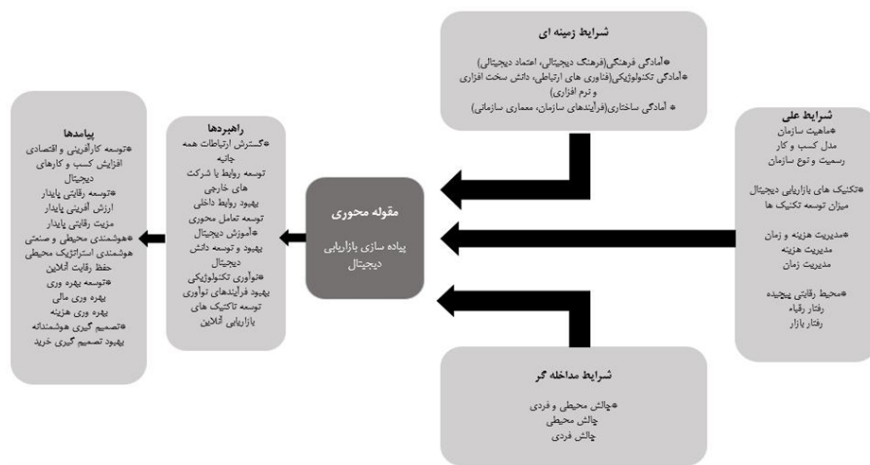 شرایط زمینه ای
*آمادگی فرهنگی(فرهنگ دیجیتالی، اعتماد دیجیتالی)
*آمادگی تکنولوژیکی(فناوری های ارتباطی، دانش سخت افزاری
و نرم افزاری)
* آمادگی ساختاری(فرآیندهای سازمان، معماری سازمانی)
شرایط علی
*ماهیت سازمان
مدل کسب و کار
رسمیت و نوع سازمان
*تکنیک های بازاریابی دیجیتال
میزان توسعه تکنیک ها
*مدیریت هزینه و زمان
مدیریت هزینه
مدیریت زمان
*محیط رقابتی پیچیده
رفتار رقباء
رفتار بازار
مقوله محوری
پیاده سازی بازاریابی
دیجیتال
راهبردها
*گسترش ارتباطات همه
جانبه
توسعه روابط با شرکت
های خارجی
بهبود روابط داخلی
توسعه تعامل محوری
*آموزش دیجیتال
بهبود و توسعه دانش
دیجیتال
*نوآوری تکنولوژیکی
بهبود فرآیندهای نوآوری
توسعه تاکتیک های
بازاریابی آنلاین
پیامدها
*توسعه کارآفرینی و اقتصادی
افزایش کسب و کارهای
دیجیتال
*توسعه رقابتی پایدار
ارزش آفرینی پایدار
مزیت رقابتی پایدار
*هوشمندی محیطی و صنعتی
هوشمندی استراتژیک محیطی
حفظ رقابت آنلاین
*توسعه بهره وری
بهره وری مالی
بهره وری هزینه
*تصمیم گیری هوشمندانه
بهبود تصمیم گیری خرید
شرایط مداخله گر
*چالش محیطی و فردی
چالش محیطی
چالش فردی